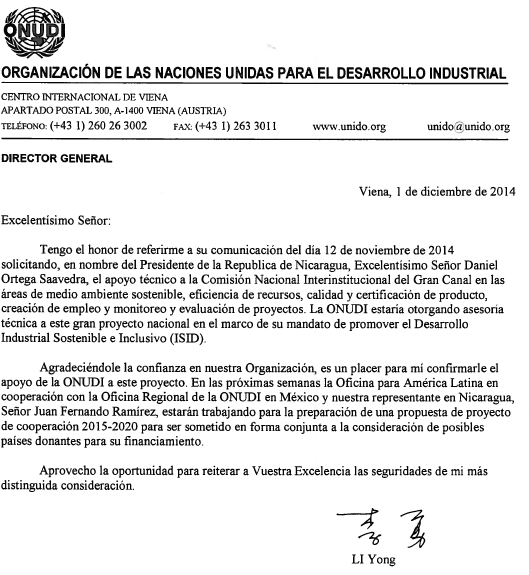 ONUDI
ORGANIZACIÓN DE LAS NACIONES UNIDAS PARA EL DESARROLLO INDUSTRIAL
CENTRO INTERNACIONAL DE VIENA
APARTADO POSTAL 300, A-1400 VIENA (AUSTRIA)
TELÉFONO: (+43 1) 260 26 3002 FAX: (+43 1) 263 3011 www.unido.org unido@unido.org
DIRECTOR GENERAL
Viena, 1 de diciembre de 2014
Excelentísimo Señor:
Tengo el honor de referirme a su comunicación del día 12 de noviembre de 2014
solicitando, en nombre del Presidente de la Republica de Nicaragua, Excelentísimo Señor Daniel
Ortega Saavedra, el apoyo técnico a la Comisión Nacional Interinstitucional del Gran Canal en las
áreas de medio ambiente sostenible, eficiencia de recursos, calidad y certificación de producto,
creación de empleo y monitoreo y evaluación de proyectos. La ONUDI estaría otorgando asesoría
técnica a este gran proyecto nacional en el marco de su mandato de promover el Desarrollo
Industrial Sostenible e Inclusivo (ISID).
Agradeciéndole la confianza en nuestra Organización, es un placer para mí confirmarle el
apoyo de la ONUDI a este proyecto. En las próximas semanas la Oficina para América Latina en
cooperación con la Oficina Regional de la ONUDI en México y nuestra representante en Nicaragua,
Señor Juan Fernando Ramírez, estarán trabajando para la preparación de una propuesta de proyecto
de cooperación 2015-2020 para ser sometido en forma conjunta a la consideración de posibles
países donantes para su financiamiento.
Aprovecho la oportunidad para reiterar a Vuestra Excelencia las seguridades de mi más
distinguida consideración.
李勇
LI Yong